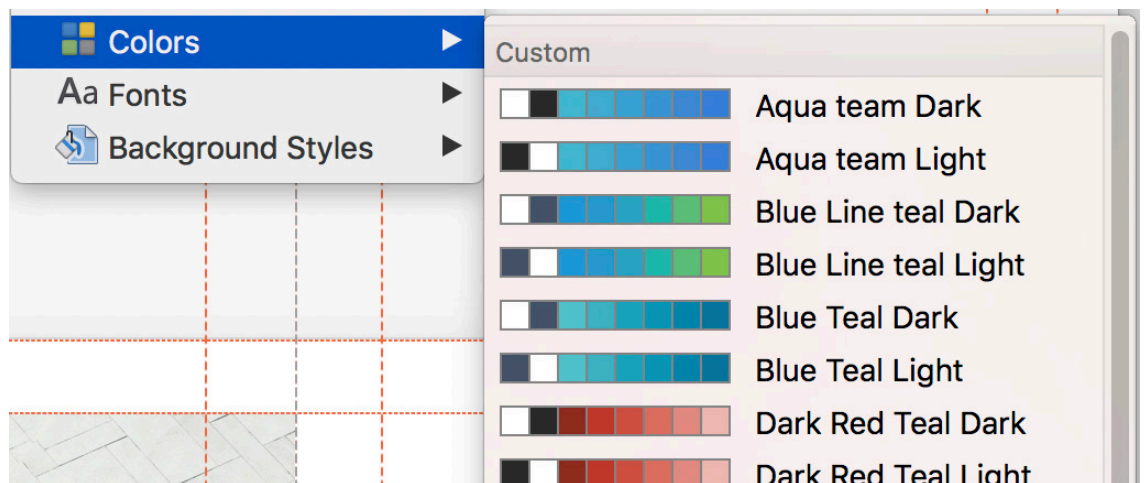 Colors
Aa Fonts
Background Styles
Custom
Aqua team Dark
Aqua team Light
Blue Line teal Dark
Blue Line teal Light
Blue Teal Dark
Blue Teal Light
Dark Red Teal Dark
Dark Red Teal Light